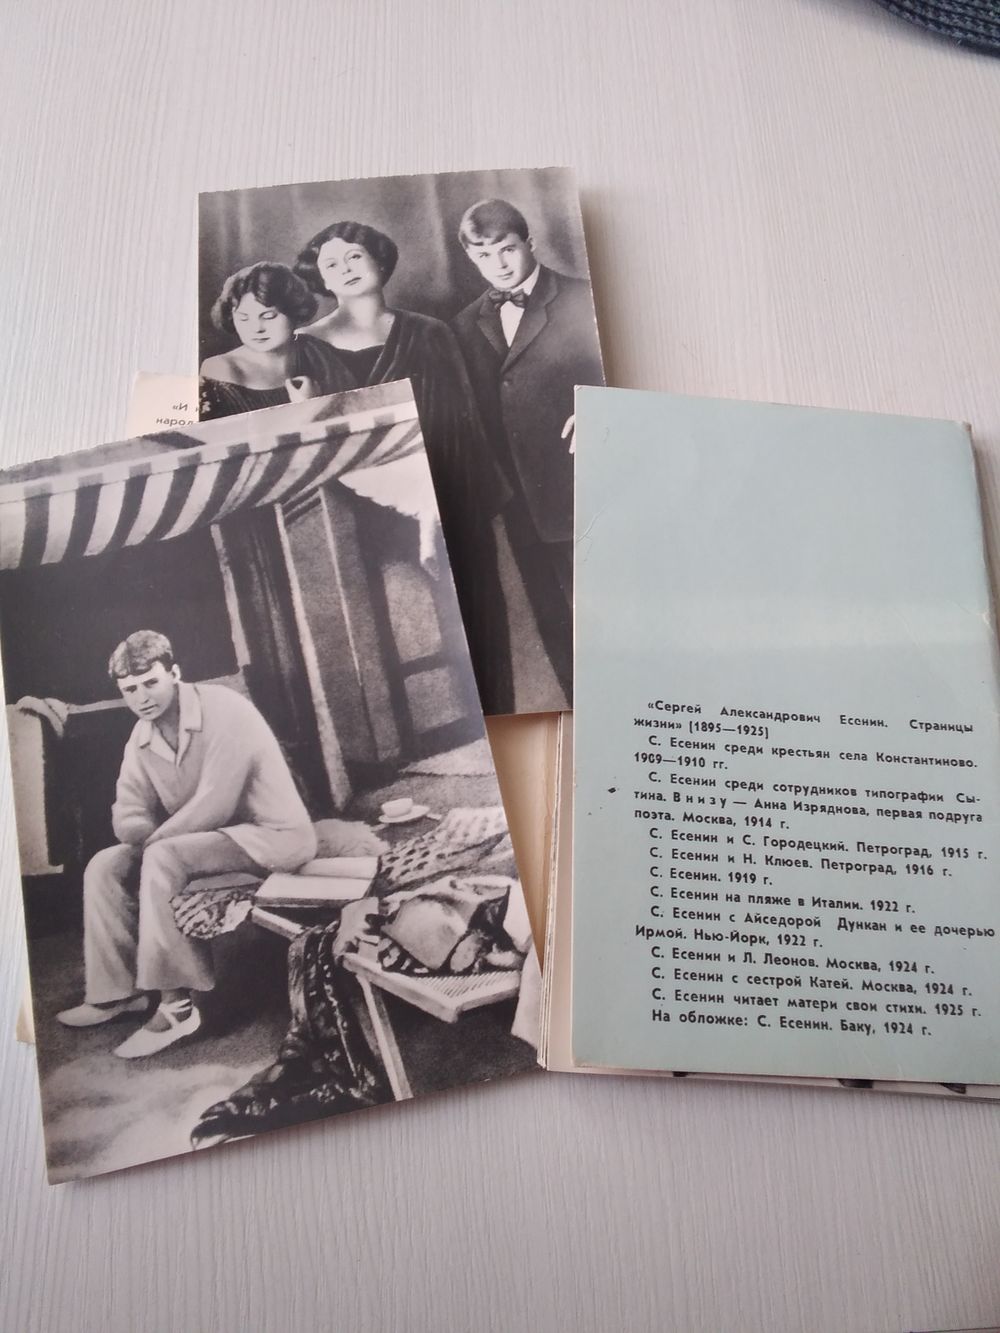 «И
народ
«Сергей Александрович Есенин. Страницы
жизни» [1895—1925]
С. Есенин среди крестьян села Константиново.
1909—1910 гг.
С. Есенин среди сотрудников типографии Сы-
тина. Внизу — Анна Изряднова, первая подруга
поэта. Москва, 1914 г.
С. Есенин и С. Городецкий. Петроград, 1915 г.
С. Есенин и Н. Клюев. Петроград, 1916 г.
С. Есенин. 1919 г.
С. Есенин на пляже в Италии. 1922 г.
С. Есенин с Айседорой Дункан и ее дочерью
Ирмой. Нью-Йорк, 1922 г.
С. Есенин и Л. Леонов. Москва, 1924 г.
С. Есенин с сестрой Катей. Москва, 1924 г.
С. Есенин читает матери свои стихи. 1925 г.
На обложке: С. Есенин. Баку, 1924 г.